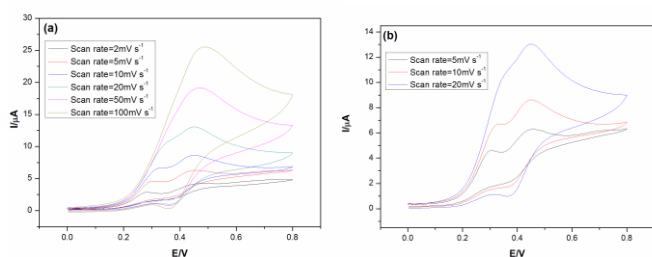 (a)
Scan rate=2mV s⁻¹
Scan rate=5mV s⁻¹
Scan rate=10mV s⁻¹
Scan rate=20mV s⁻¹
Scan rate=50mV s⁻¹
Scan rate=100mV s⁻¹
I/μA
30
25
20
15
10
5
0
0.0 0.2 0.4 0.6 0.8
E/V
(b)
Scan rate=5mV s⁻¹
Scan rate=10mV s⁻¹
Scan rate=20mV s⁻¹
I/μA
14
12
10
8
6
4
2
0
0.0 0.2 0.4 0.6 0.8
E/V